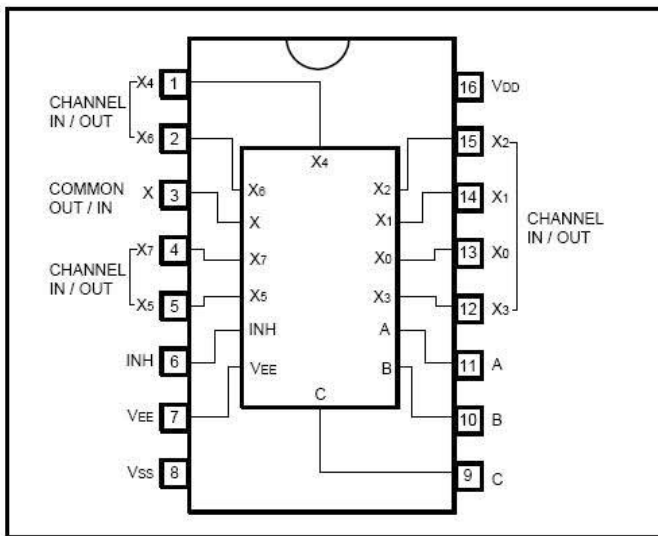 X4 1
CHANNEL
IN / OUT
X6 2
COMMON
OUT / IN
X 3
X7 4
CHANNEL
IN / OUT
X5 5
INH 6
VEE 7
VSS 8
X4
X6
X
X7
X5
INH
VEE
C
X2
X1
X0
X3
A
B
16 VDD
15 X2
14 X1
CHANNEL
IN / OUT
13 X0
12 X3
11 A
10 B
9 C